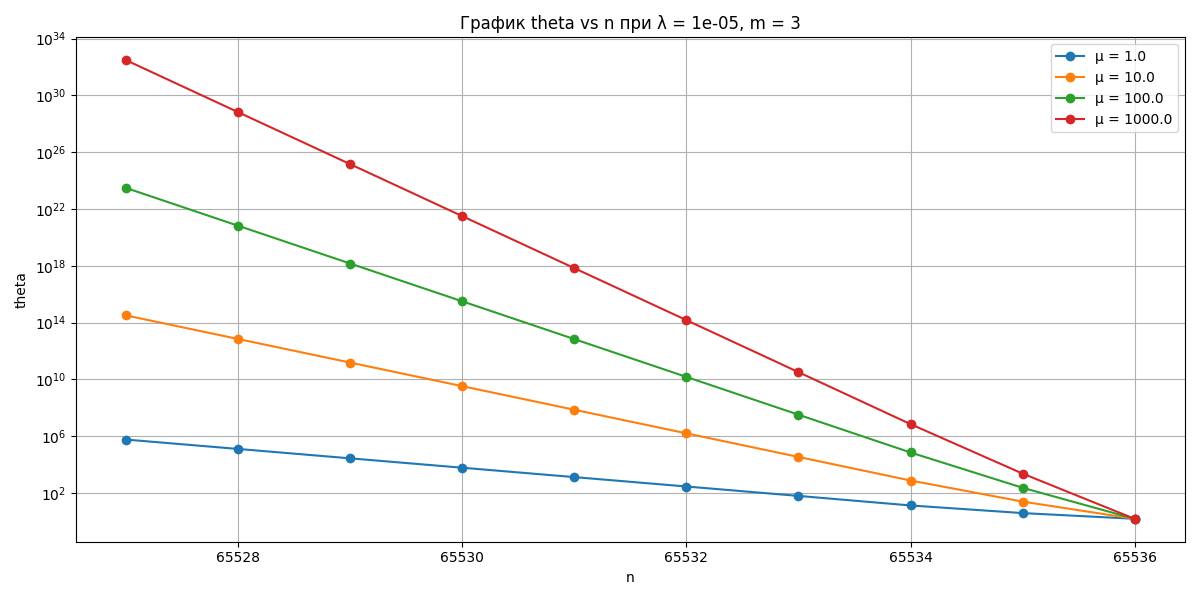 График theta vs n при λ = 1e-05, m = 3
10^34
10^30
10^26
10^22
10^18
10^14
10^10
10^6
10^2
theta
μ = 1.0
μ = 10.0
μ = 100.0
μ = 1000.0
65528 65530 65532 65534 65536
n